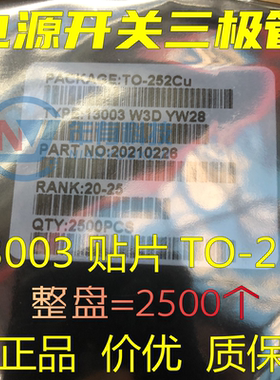 电源开关三极管
PACKAGE:TO-252Cu
TYPE:13003 W3D YW28
PART NO:20210226
RANK:20-25
QTY:2500PCS
3003 贴片 TO-2
整盘=2500个
正品 价优 质保